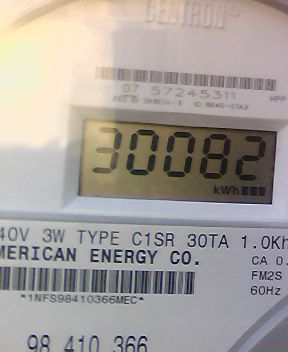 CENTRON®
07 57245311
30082
kWh
40V 3W TYPE C1SR 30TA 1.0Kh
MERICAN ENERGY CO.
CA 0.
FM2S
*1NFS98410366MEC*
60Hz
98 410 366